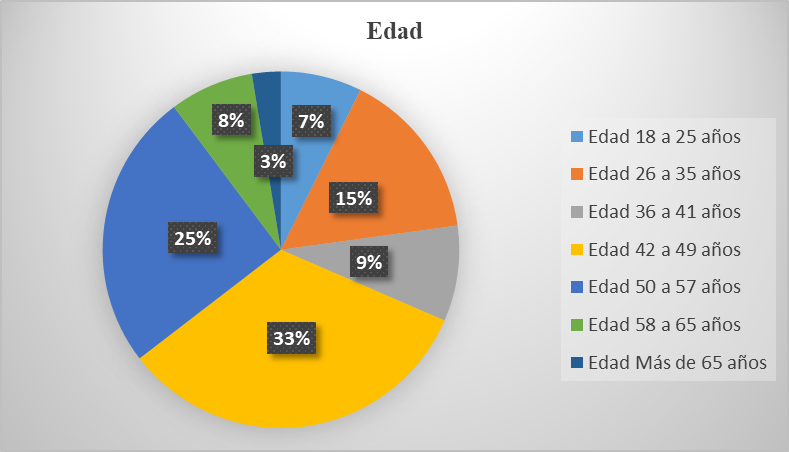 Edad
7%
15%
9%
33%
25%
8%
3%
Edad 18 a 25 años
Edad 26 a 35 años
Edad 36 a 41 años
Edad 42 a 49 años
Edad 50 a 57 años
Edad 58 a 65 años
Edad Más de 65 años